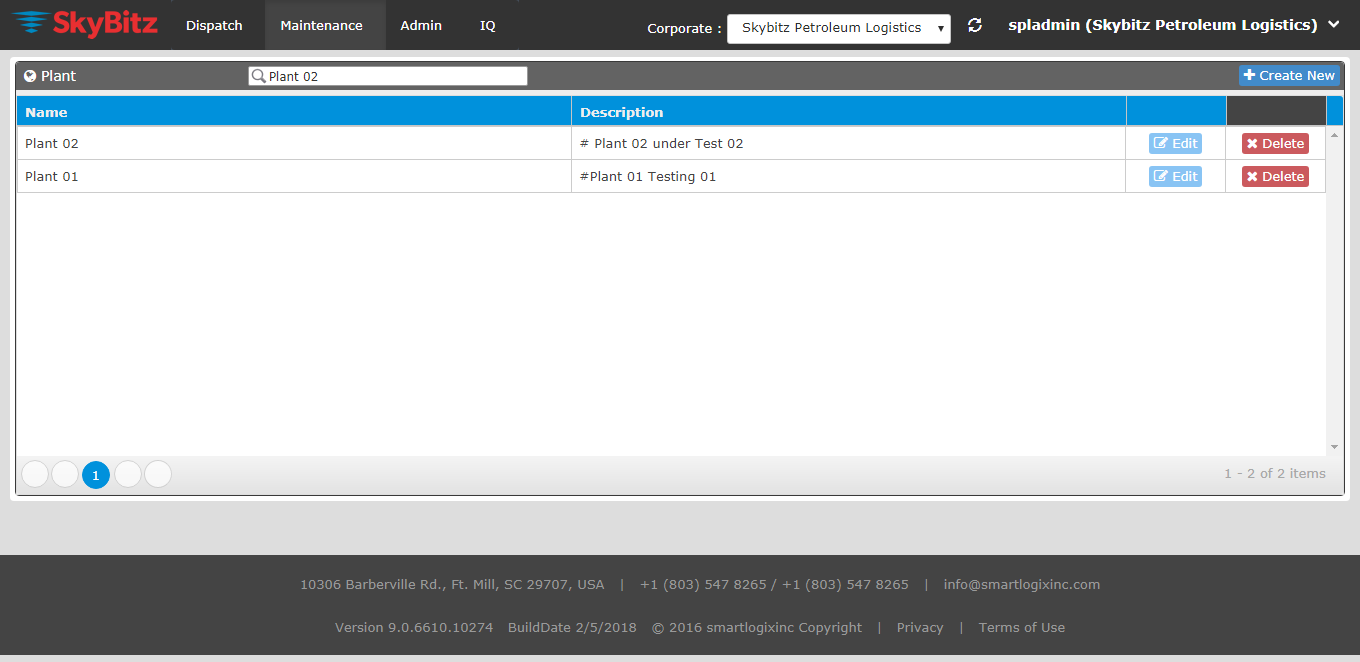 SkyBitz Dispatch Maintenance Admin IQ Corporate : Skybitz Petroleum Logistics spladmin (Skybitz Petroleum Logistics)
Plant Plant 02 Create New
Name Description
Plant 02 # Plant 02 under Test 02 Edit Delete
Plant 01 #Plant 01 Testing 01 Edit Delete
1 1 - 2 of 2 items
10306 Barberville Rd., Ft. Mill, SC 29707, USA | +1 (803) 547 8265 / +1 (803) 547 8265 | info@smartlogixinc.com
Version 9.0.6610.10274 BuildDate 2/5/2018 © 2016 smartlogixinc Copyright | Privacy | Terms of Use